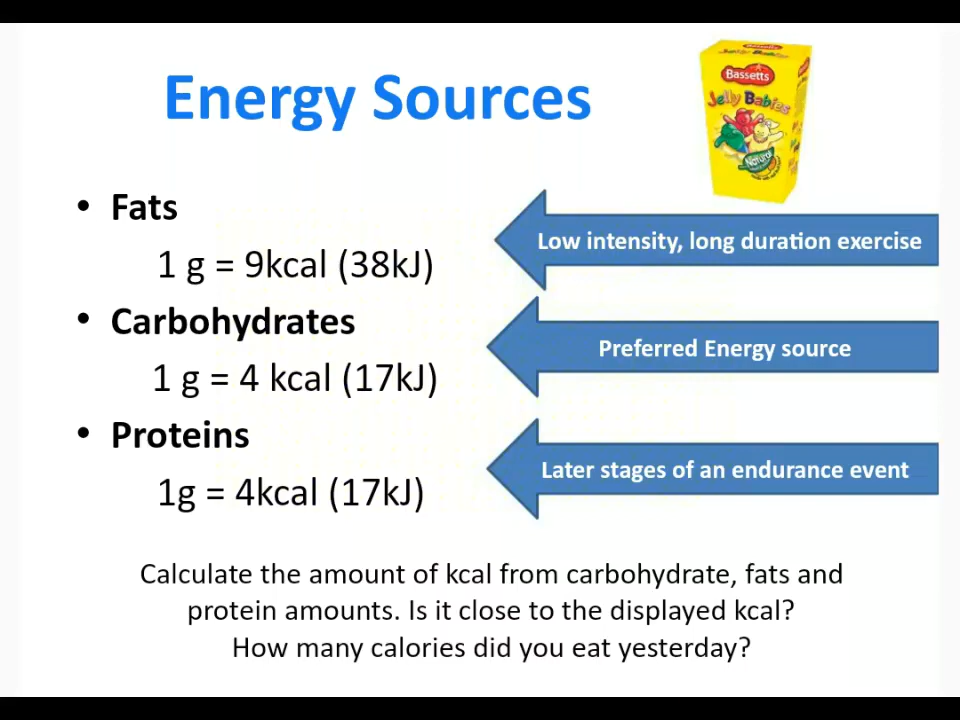 Energy Sources
Bassetts
Jelly Babies
Natural
• Fats
1 g = 9kcal (38kJ)
Low intensity, long duration exercise
• Carbohydrates
1 g = 4 kcal (17kJ)
Preferred Energy source
• Proteins
1g = 4kcal (17kJ)
Later stages of an endurance event
Calculate the amount of kcal from carbohydrate, fats and
protein amounts. Is it close to the displayed kcal?
How many calories did you eat yesterday?